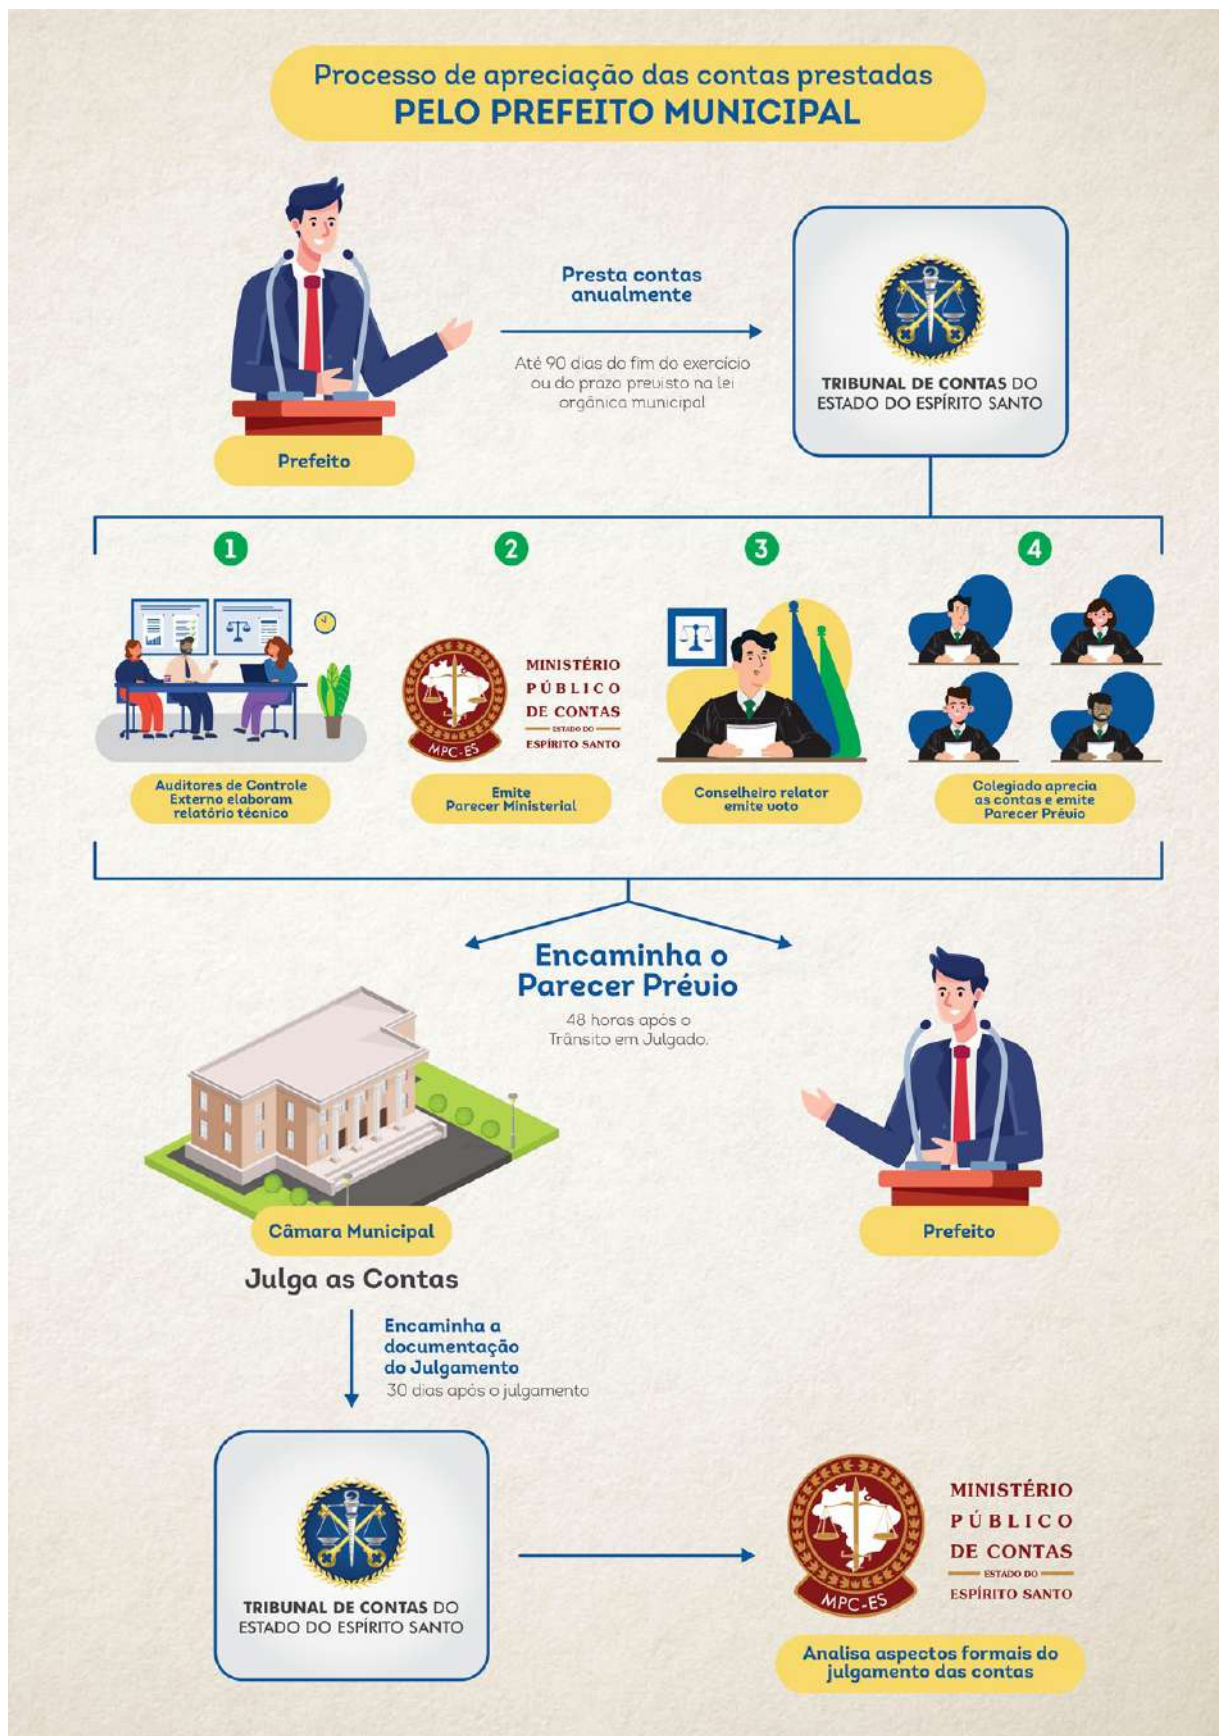 Processo de apreciação das contas prestadas
PELO PREFEITO MUNICIPAL
Presta contas
anualmente
Até 90 dias do fim do exercício
ou do prazo previsto na lei
orgânica municipal
Prefeito
TRIBUNAL DE CONTAS DO
ESTADO DO ESPÍRITO SANTO
1
2
3
4
MINISTÉRIO
PÚBLICO
DE CONTAS
ESTADO DO
ESPÍRITO SANTO
MPC-ES
Auditores de Controle
Externo elaboram
relatório técnico
Emite
Parecer Ministerial
Conselheiro relator
emite voto
Colegiado aprecia
as contas e emite
Parecer Prévio
Encaminha o
Parecer Prévio
48 horas após o
Trânsito em Julgado.
Câmara Municipal
Prefeito
Julga as Contas
Encaminha a
documentação
do Julgamento
30 dias após o julgamento
TRIBUNAL DE CONTAS DO
ESTADO DO ESPÍRITO SANTO
MINISTÉRIO
PÚBLICO
DE CONTAS
ESTADO DO
ESPÍRITO SANTO
MPC-ES
Analisa aspectos formais do
julgamento das contas